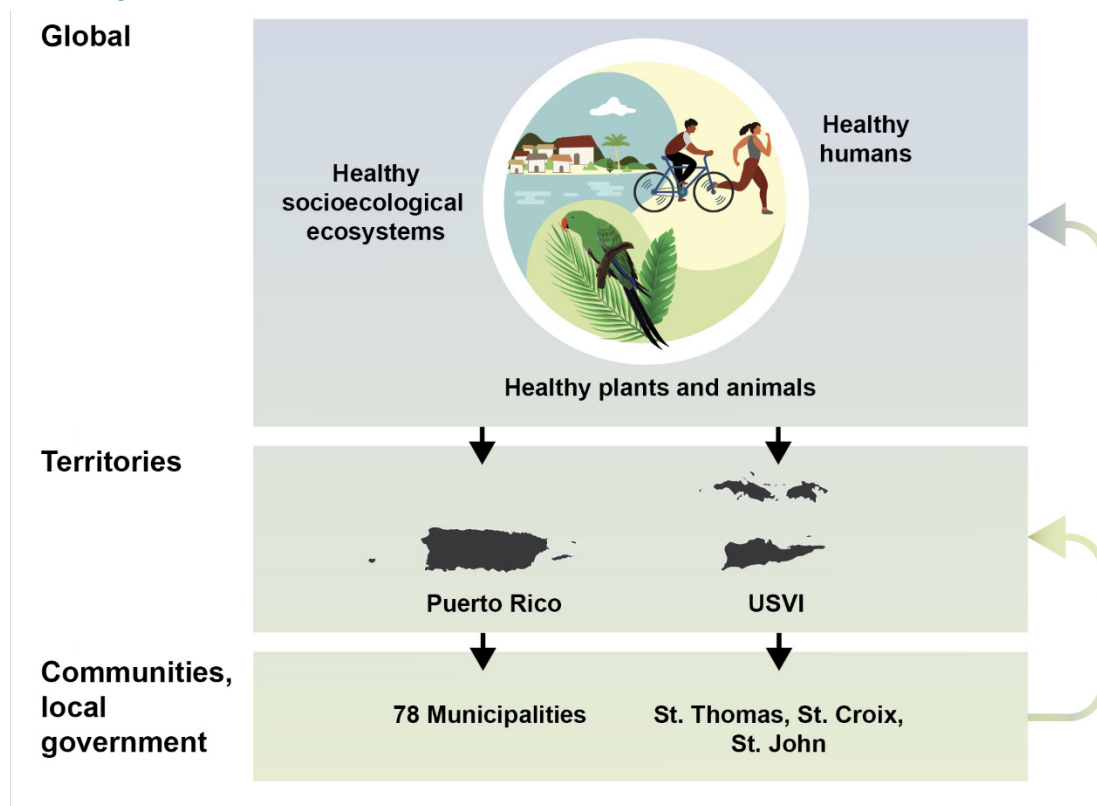 Global
Healthy
humans
Healthy
socioecological
ecosystems
Healthy plants and animals
Territories
Puerto Rico
USVI
Communities,
local
government
78 Municipalities
St. Thomas, St. Croix,
St. John